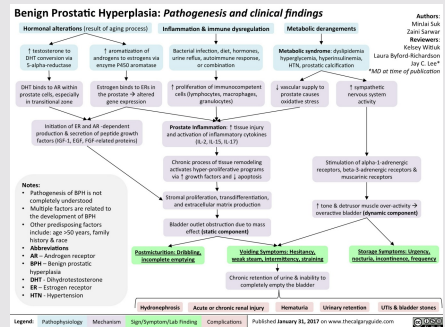 Benign Prostatic Hyperplasia: Pathogenesis and clinical findings
Authors:
MinJai Suk
Zaini Sarwar
Reviewers:
Kelsey Witluk
Laura Byford-Richardson
Jay C. Lee*
*MD at time of publication
Hormonal alterations (result of aging process)
Inflammation & immune dysregulation
Metabolic derangements
↑ testosterone to
DHT conversion via
5-alpha-reductase
↑ aromatization of
androgens to estrogens via
enzyme P450 aromatase
Bacterial infection, diet, hormones,
urine reflux, autoimmune response,
or combination
Metabolic syndrome: dyslipidemia
hyperglycemia, hyperinsulinemia,
HTN, prostatic calcification
DHT binds to AR within
prostate cells, especially
in transitional zone
Estrogen binds to ERs in
the prostate → altered
gene expression
↑ proliferation of immunocompetent
cells (lymphocytes, macrophages,
granulocytes)
↓ vascular supply to
prostate causes
oxidative stress
↑ sympathetic
nervous system
activity
Initiation of ER and AR -dependent
production & secretion of peptide growth
factors (IGF-1, EGF, FGF-related proteins)
Prostate Inflammation: ↑ tissue injury
and activation of inflammatory cytokines
(IL-2, IL-15, IL-17)
Chronic process of tissue remodeling
activates hyper-proliferative programs
via ↑ growth factors and ↓ apoptosis
Stimulation of alpha-1-adrenergic
receptors, beta-3-adrenergic receptors &
muscarinic receptors
Stromal proliferation, transdifferentiation,
and extracellular matrix production
Bladder outlet obstruction due to mass
effect (static component)
↑ tone & detrusor muscle over-activity →
overactive bladder (dynamic component)
Notes:
• Pathogenesis of BPH is not
completely understood
• Multiple factors are related to
the development of BPH
• Other predisposing factors
include: age >50 years, family
history & race
• Abbreviations
• AR – Androgen receptor
• BPH – Benign prostatic
hyperplasia
• DHT - Dihydrotestosterone
• ER – Estrogen receptor
• HTN - Hypertension
Postmicturition: Dribbling,
incomplete emptying
Voiding Symptoms: Hesitancy,
weak steam, intermittency, straining
Storage Symptoms: Urgency,
nocturia, incontinence, frequency
Chronic retention of urine & inability to
completely empty the bladder
Hydronephrosis
Acute or chronic renal injury
Hematuria
Urinary retention
UTIs & bladder stones
Legend:
Pathophysiology
Mechanism
Sign/Symptom/Lab Finding
Complications
Published January 31, 2017 on www.thecalgaryguide.com